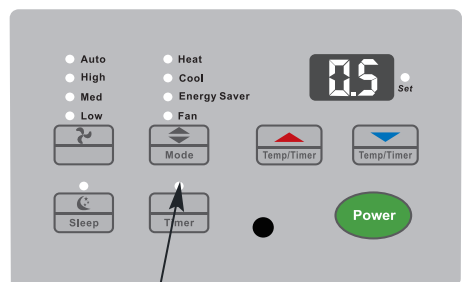 Auto
High
Med
Low
Heat
Cool
Energy Saver
Fan
0.5
Set
Mode
Temp/Timer
Temp/Timer
Sleep
Timer
Power